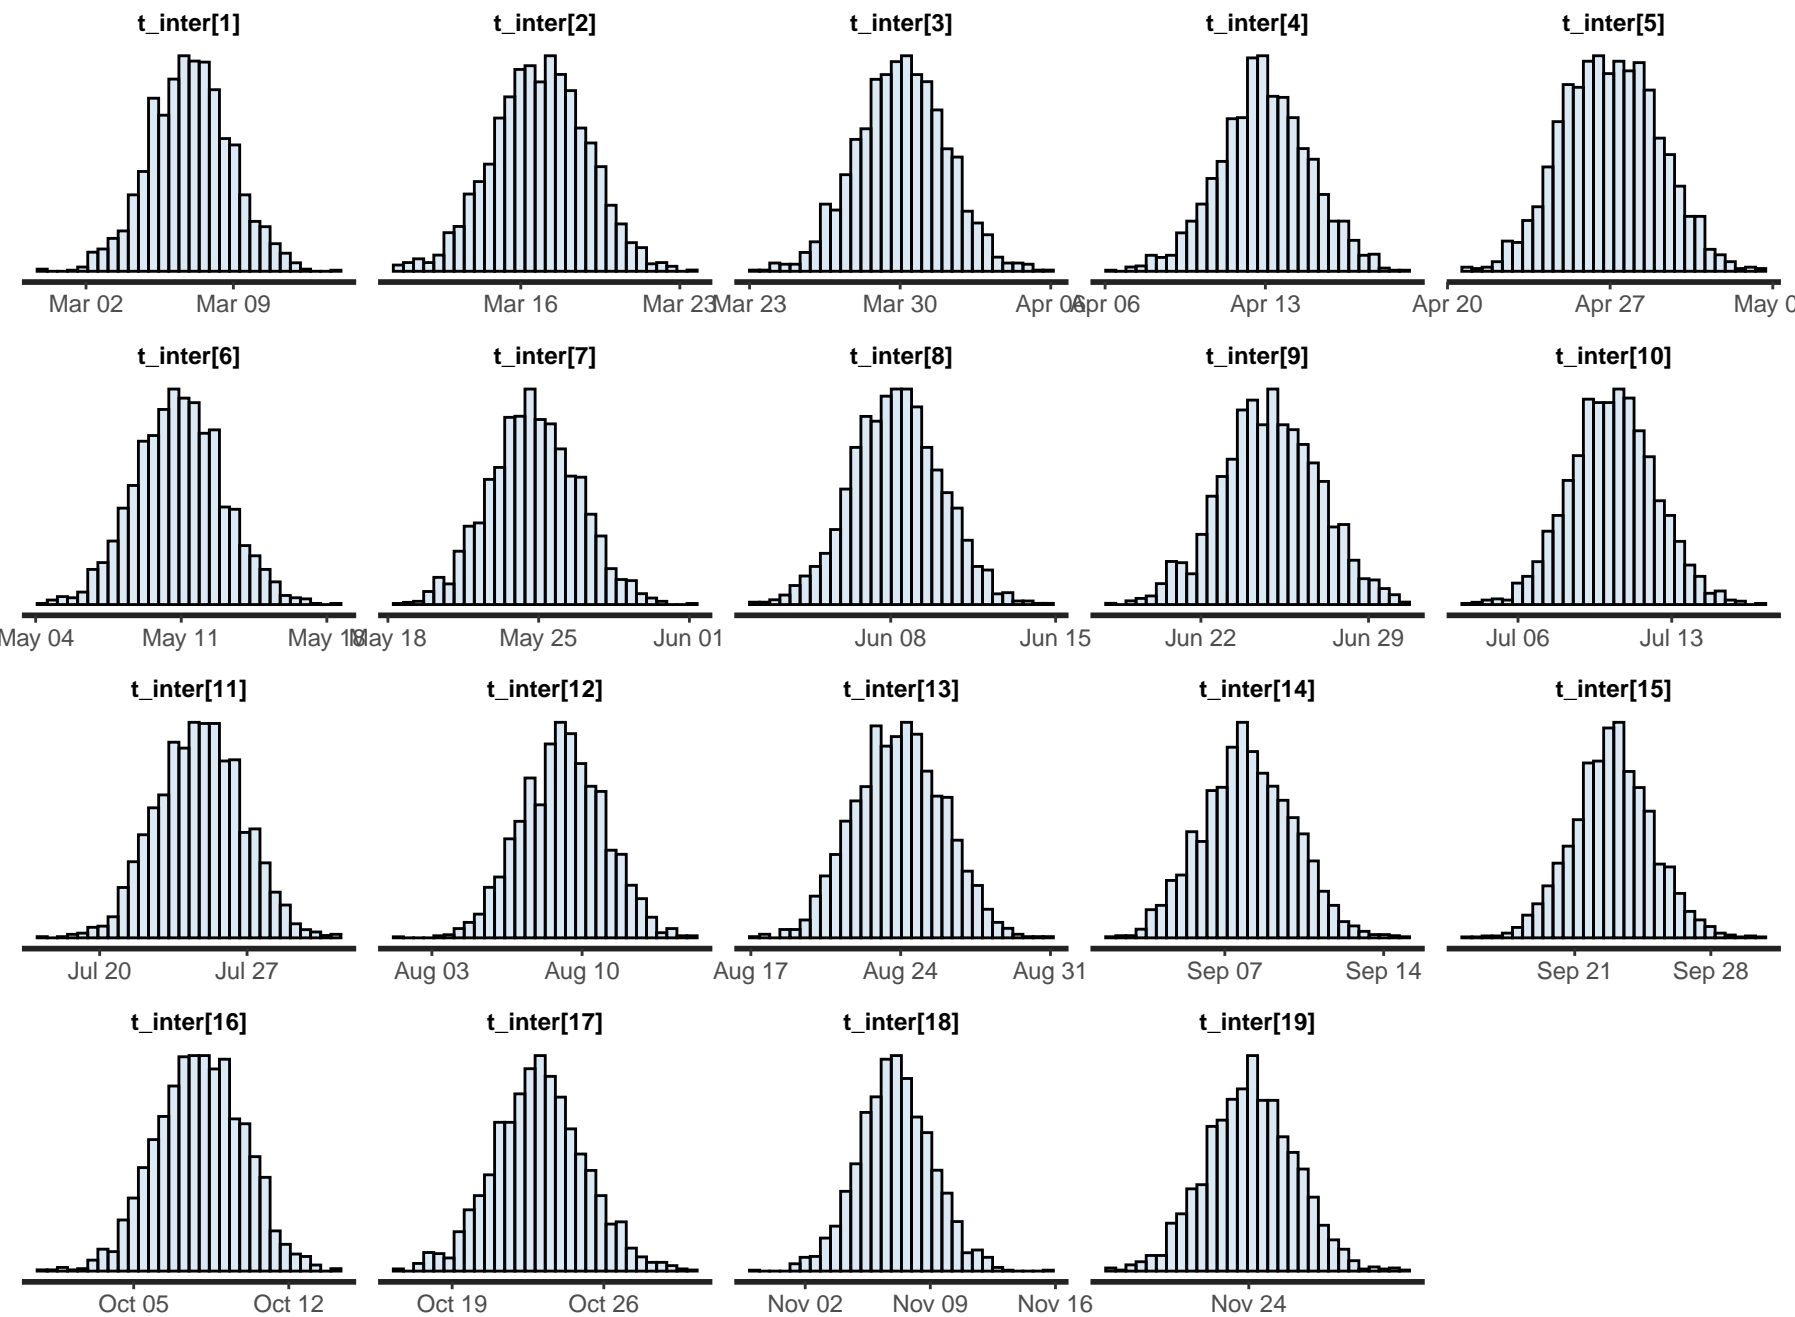 t_inter[1] t_inter[2] t_inter[3] t_inter[4] t_inter[5]
Mar 02 Mar 09 Mar 16 Mar 23 Mar 23 Mar 30 Apr 06 Apr 06 Apr 13 Apr 20 Apr 27 May 0
t_inter[6] t_inter[7] t_inter[8] t_inter[9] t_inter[10]
May 04 May 11 May 18 May 18 May 25 Jun 01 Jun 08 Jun 15 Jun 22 Jun 29 Jul 06 Jul 13
t_inter[11] t_inter[12] t_inter[13] t_inter[14] t_inter[15]
Jul 20 Jul 27 Aug 03 Aug 10 Aug 17 Aug 24 Aug 31 Sep 07 Sep 14 Sep 21 Sep 28
t_inter[16] t_inter[17] t_inter[18] t_inter[19]
Oct 05 Oct 12 Oct 19 Oct 26 Nov 02 Nov 09 Nov 16 Nov 24